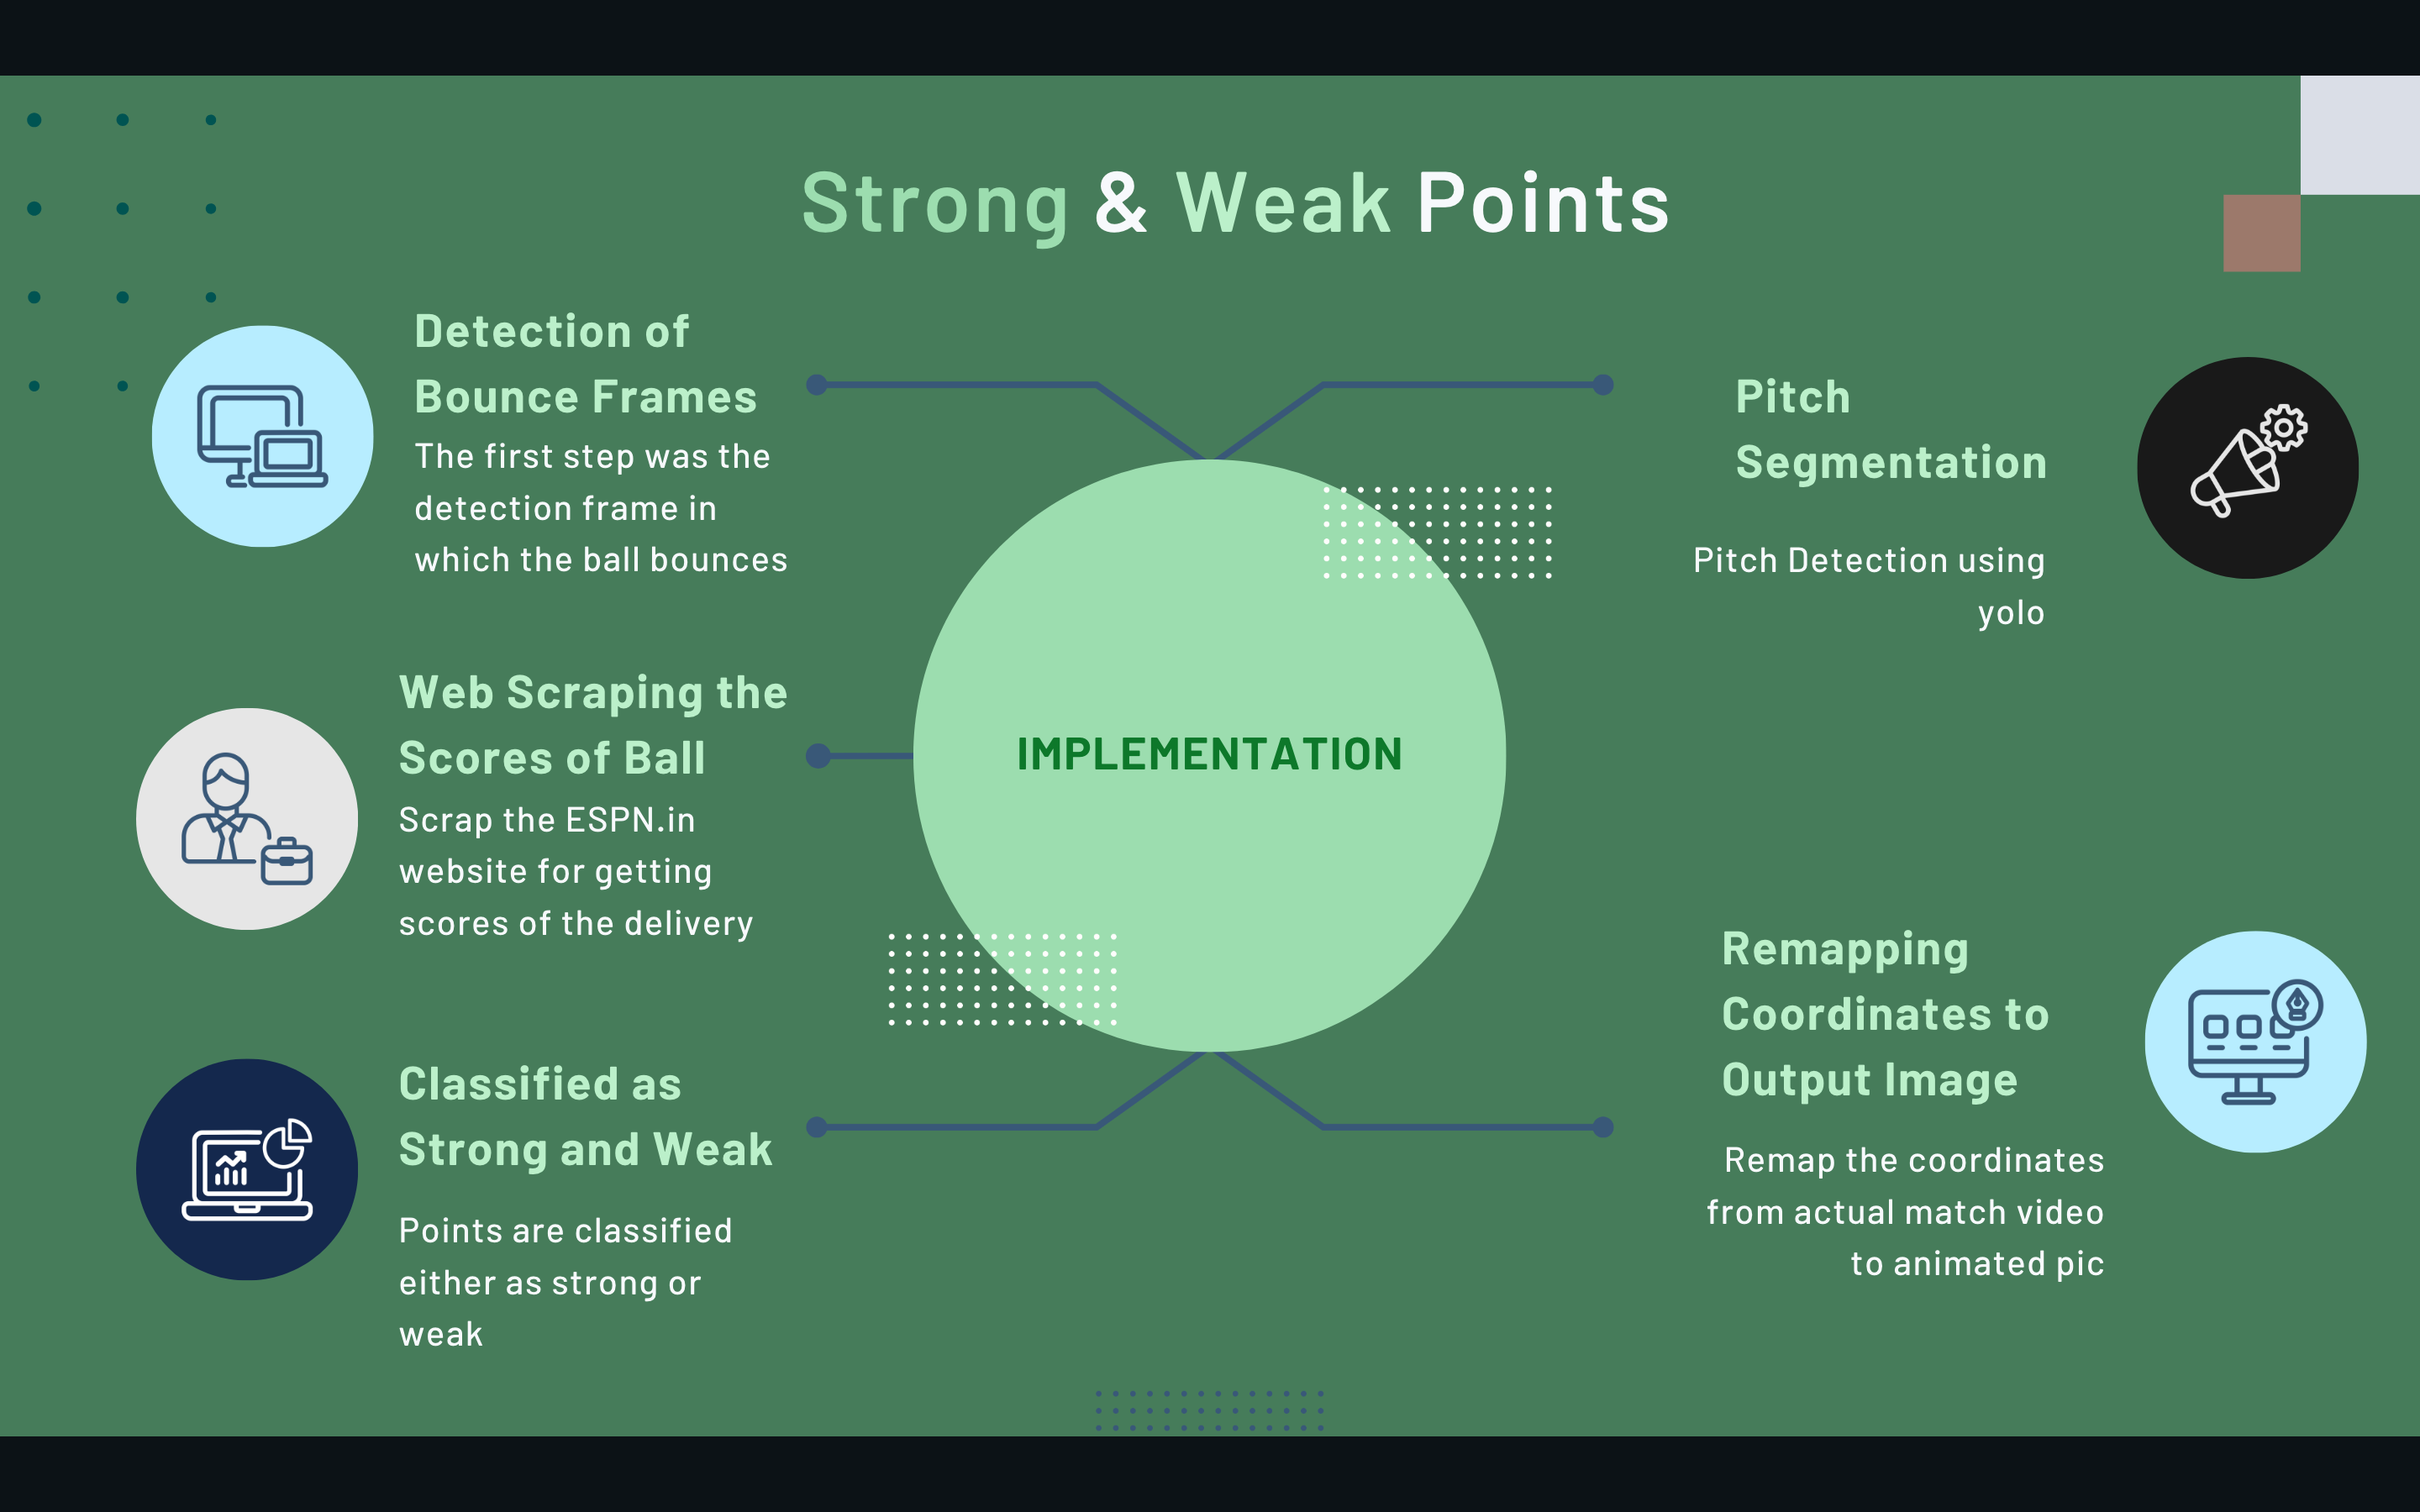 Strong & Weak Points
Detection of
Bounce Frames
The first step was the
detection frame in
which the ball bounces
Web Scraping the
Scores of Ball
Scrap the ESPN.in
website for getting
scores of the delivery
Classified as
Strong and Weak
Points are classified
either as strong or
weak
IMPLEMENTATION
Pitch
Segmentation
Pitch Detection using
yolo
Remapping
Coordinates to
Output Image
Remap the coordinates
from actual match video
to animated pic